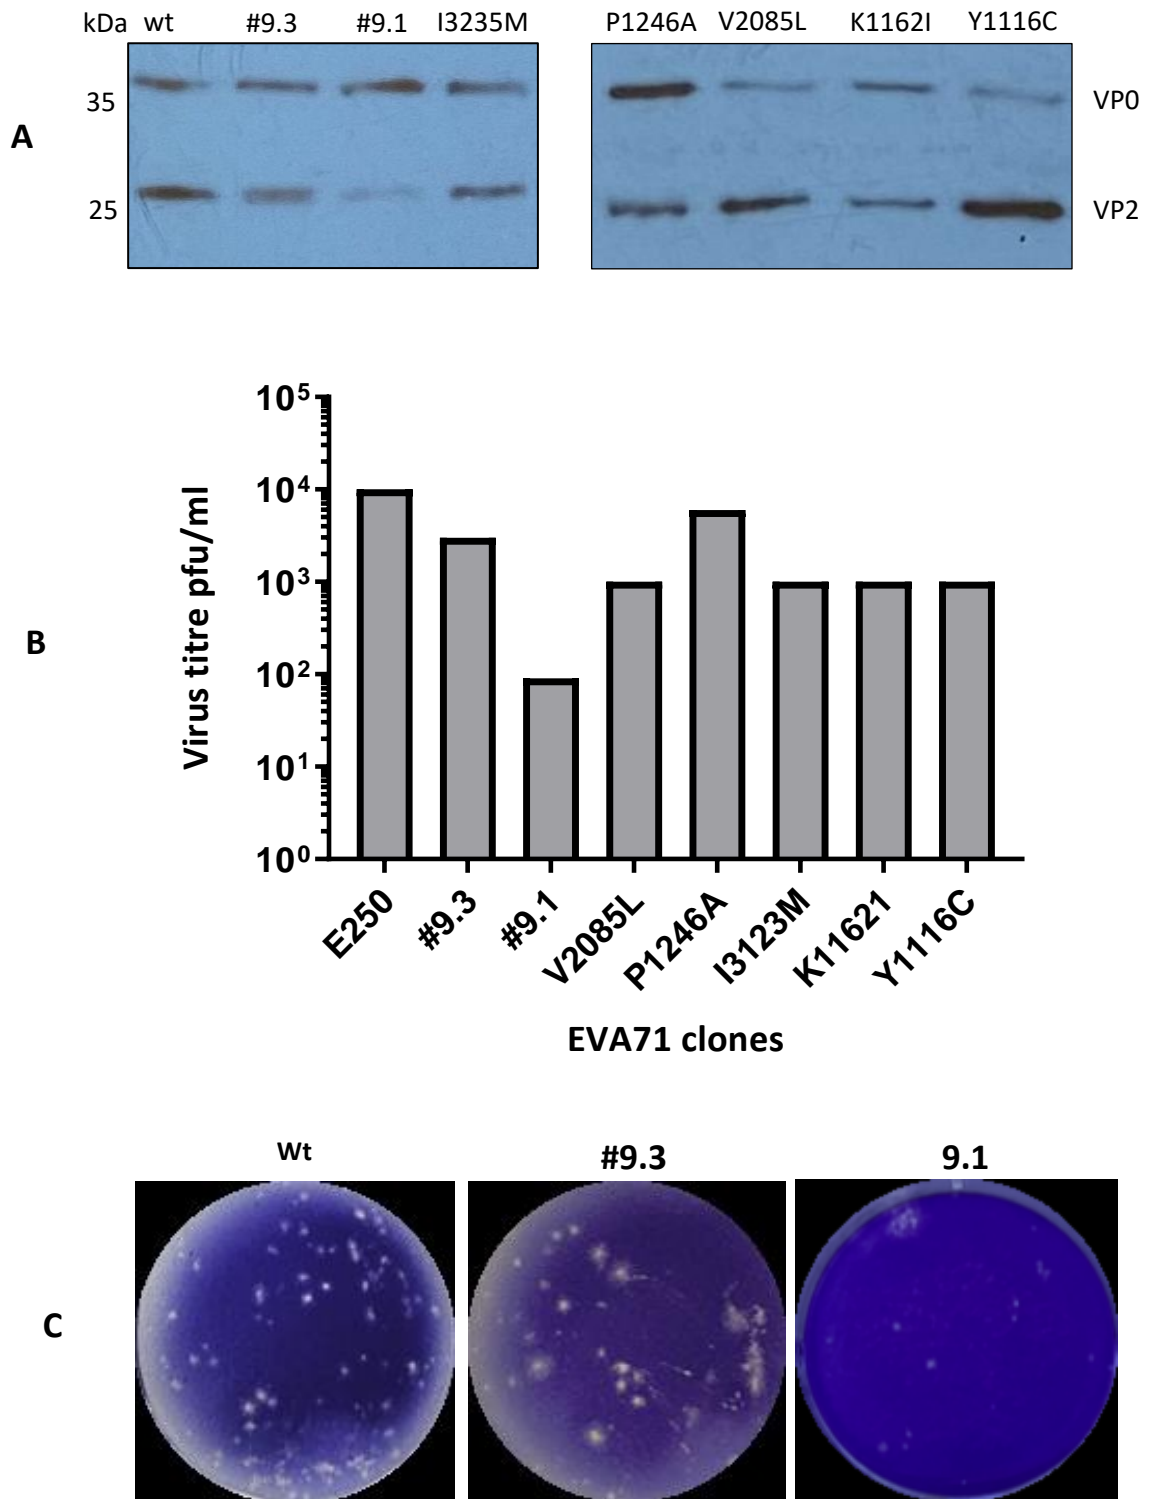 kDa wt #9.3 #9.1 I3235M P1246A V2085L K1162I Y1116C
35 VP0
A
25 VP2
10⁵
10⁴
10³
10²
10¹
10⁰
Virus titre pfu/ml
B
E250 #9.3 #9.1 V2085L P1246A I3123M K11621 Y1116C
EVA71 clones
Wt #9.3 9.1
C